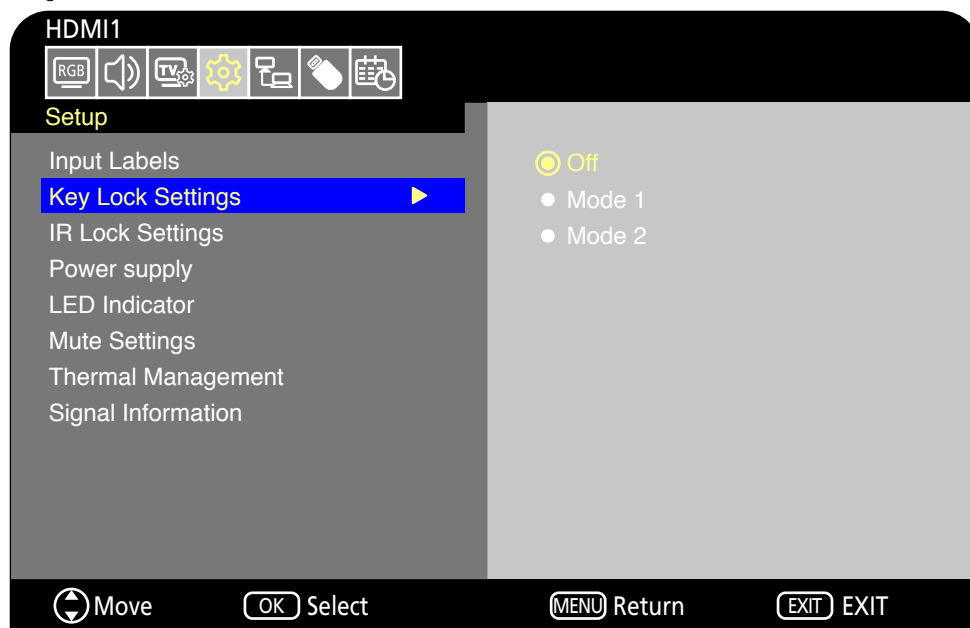 HDMI1
RGB TV
Setup
Input Labels
Key Lock Settings
IR Lock Settings
Power supply
LED Indicator
Mute Settings
Thermal Management
Signal Information
Off
Mode 1
Mode 2
Move OK Select MENU Return EXIT EXIT